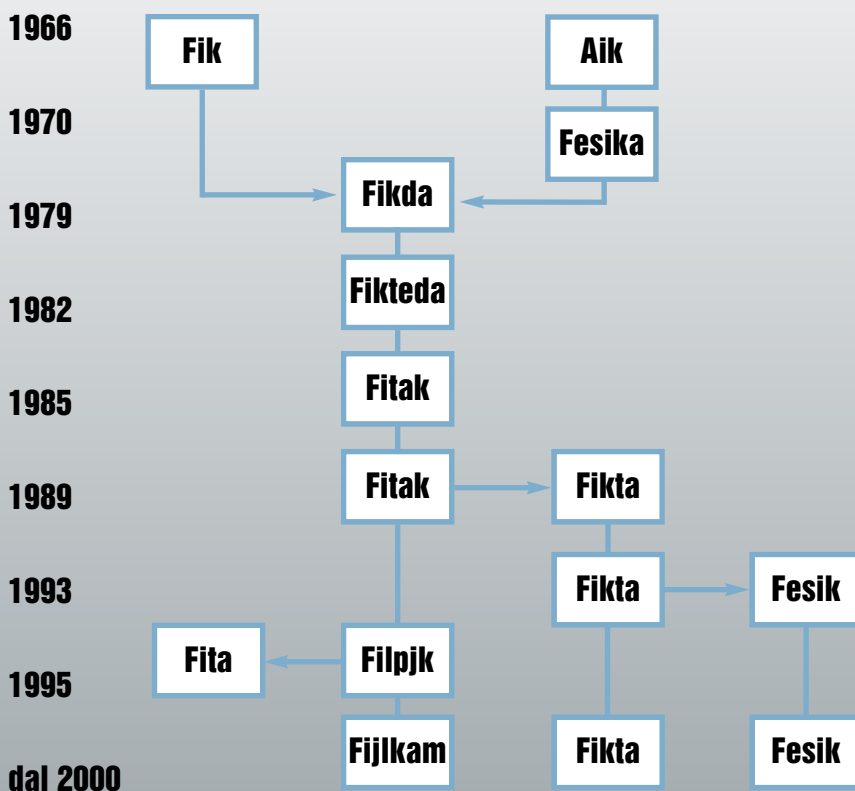 1966
Fik
Aik
1970
Fesika
Fikda
1979
Fikteda
1982
Fitak
1985
Fitak
Fikta
1989
Fikta
Fesik
1993
Fita
Filpjk
1995
Fijlkam
Fikta
Fesik
dal 2000